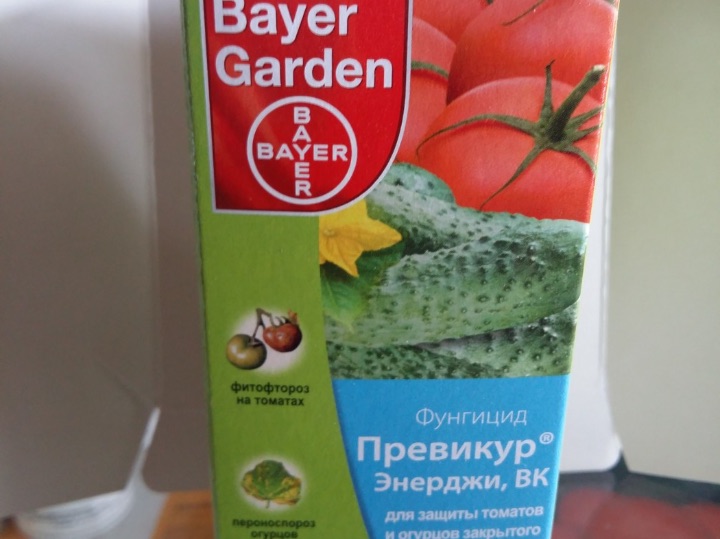 Bayer
Garden
BAYER
BAYER
фитофтороз
на томатах
пероноспороз
огурцов
Фунгицид
Превикур®
Энерджи, ВК
для защиты томатов
и огурцов закрытого